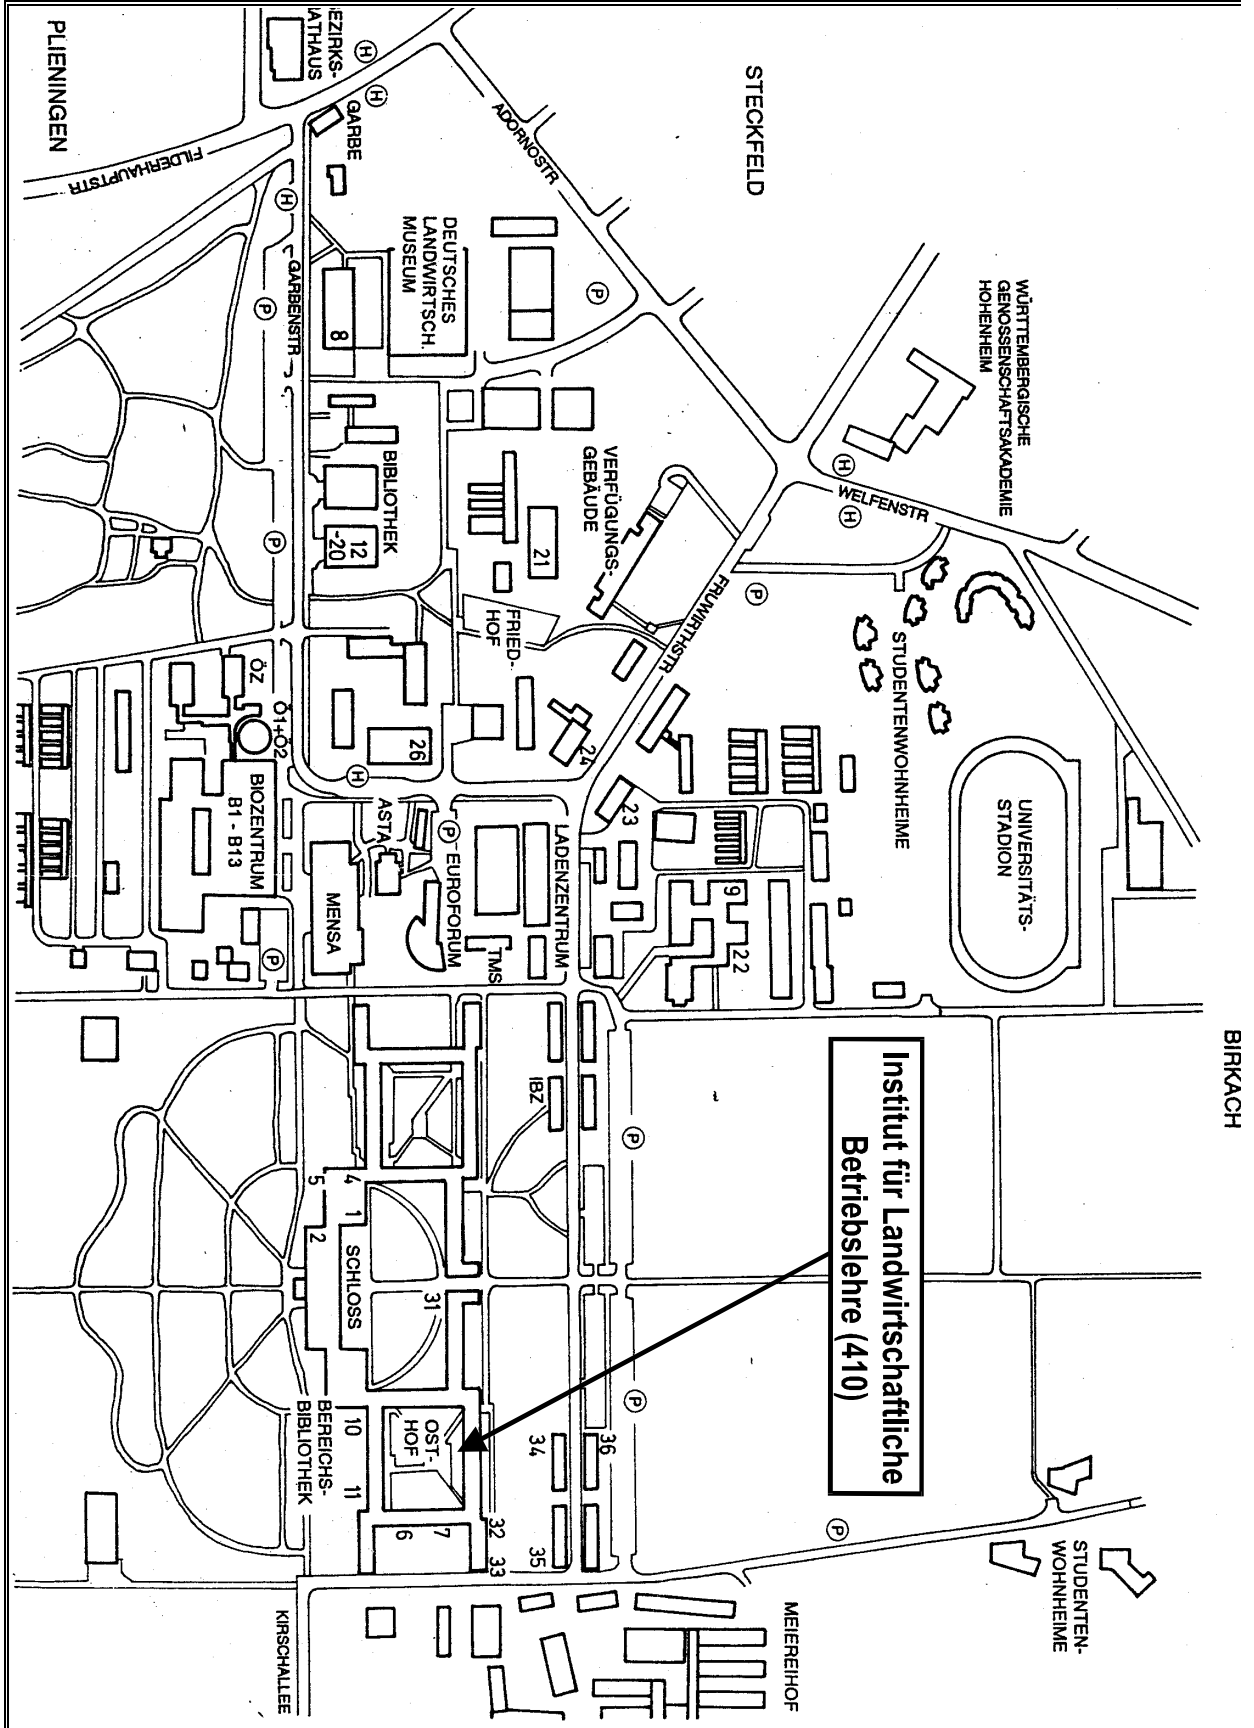 BIRKACH
STECKFELD
PLIENINGEN
WÜRTTEMBERGISCHE
GENOSSENSCHAFTSAKADEMIE
HOHENHEIM
EZIRKS-
ATHAUS
H
H
GARBE
ADORNOSTR
FILDERHAUPTSTR
H
GARBENSTR
P
8
DEUTSCHES
LANDWIRTSCH.
MUSEUM
P
H
WELFENSTR
H
BIBLIOTHEK
12
-20
P
21
VERFÜGUNGS-
GEBÄUDE
FRUWIRTHSTR
P
FRIED-
HOF
STUDENTENWOHNHEIME
UNIVERSITÄTS-
STADION
ÖZ
Ö1+Ö2
BIOZENTRUM
B1 - B13
H
26
24
23
ASTA
P
EUROFORUM
LADENZENTRUM
TMS
MENSA
P
9
22
IBZ
P
Institut für Landwirtschaftliche
Betriebslehre (410)
5
4
1
2
SCHLOSS
31
P
BEREICHS-
BIBLIOTHEK
10
11
OST-
HOF
34
36
6
7
32
33
35
P
STUDENTEN-
WOHNHEIME
KIRSCHALLEE
MEIEREIHOF